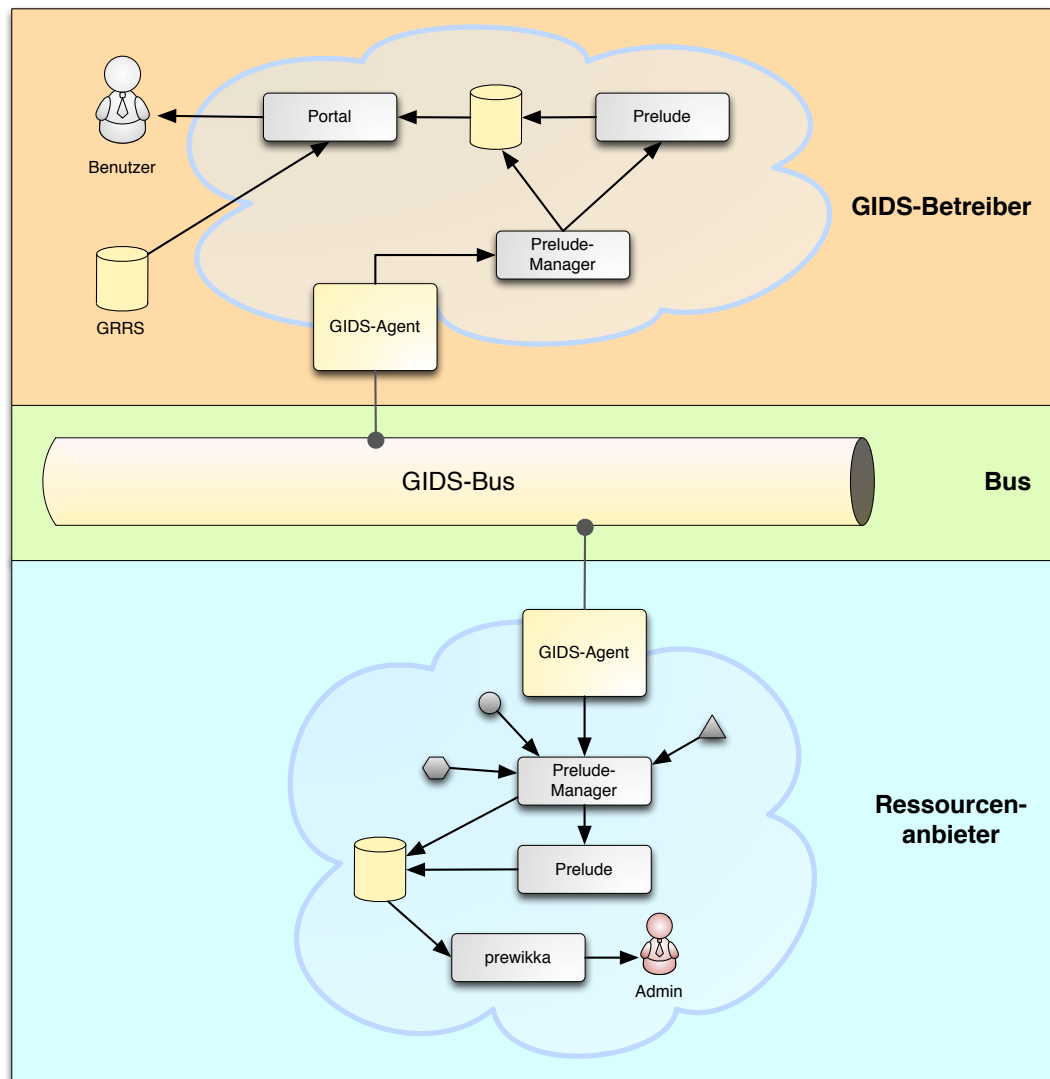 Portal
Prelude
Benutzer
GIDS-Betreiber
Prelude-
Manager
GIDS-Agent
GRRS
GIDS-Bus
Bus
GIDS-Agent
Prelude-
Manager
Ressourcen-
anbieter
Prelude
prewikka
Admin